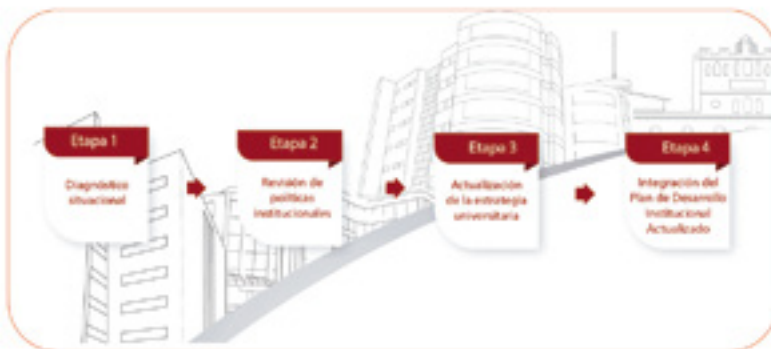 Etapa 1
Diagnóstico
situacional
Etapa 2
Revisión de
políticas
institucionales
Etapa 3
Actualización
de la estrategia
universitaria
Etapa 4
Integración del
Plan de Desarrollo
Institucional
Actualizado